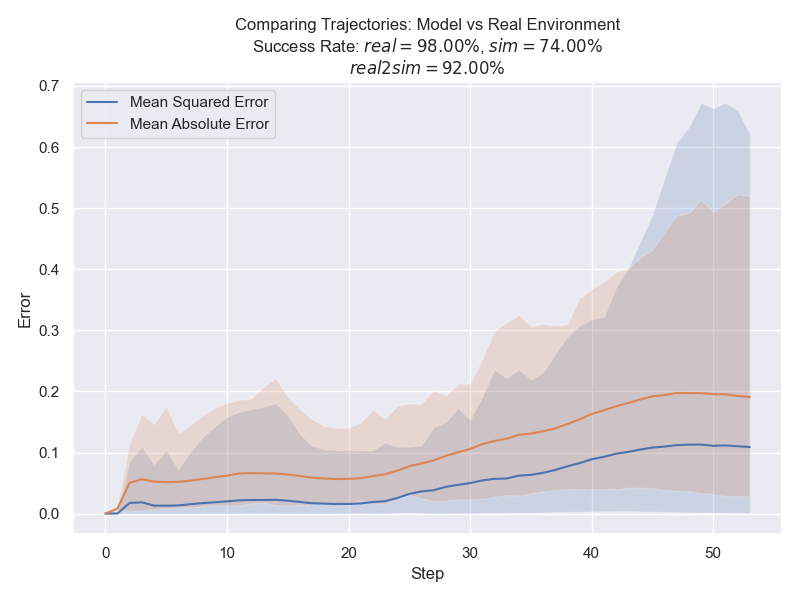 Comparing Trajectories: Model vs Real Environment
Success Rate: real = 98.00%, sim = 74.00%
real2sim = 92.00%
Mean Squared Error
Mean Absolute Error
0.7
0.6
0.5
0.4
0.3
0.2
0.1
0.0
Error
0 10 20 30 40 50
Step